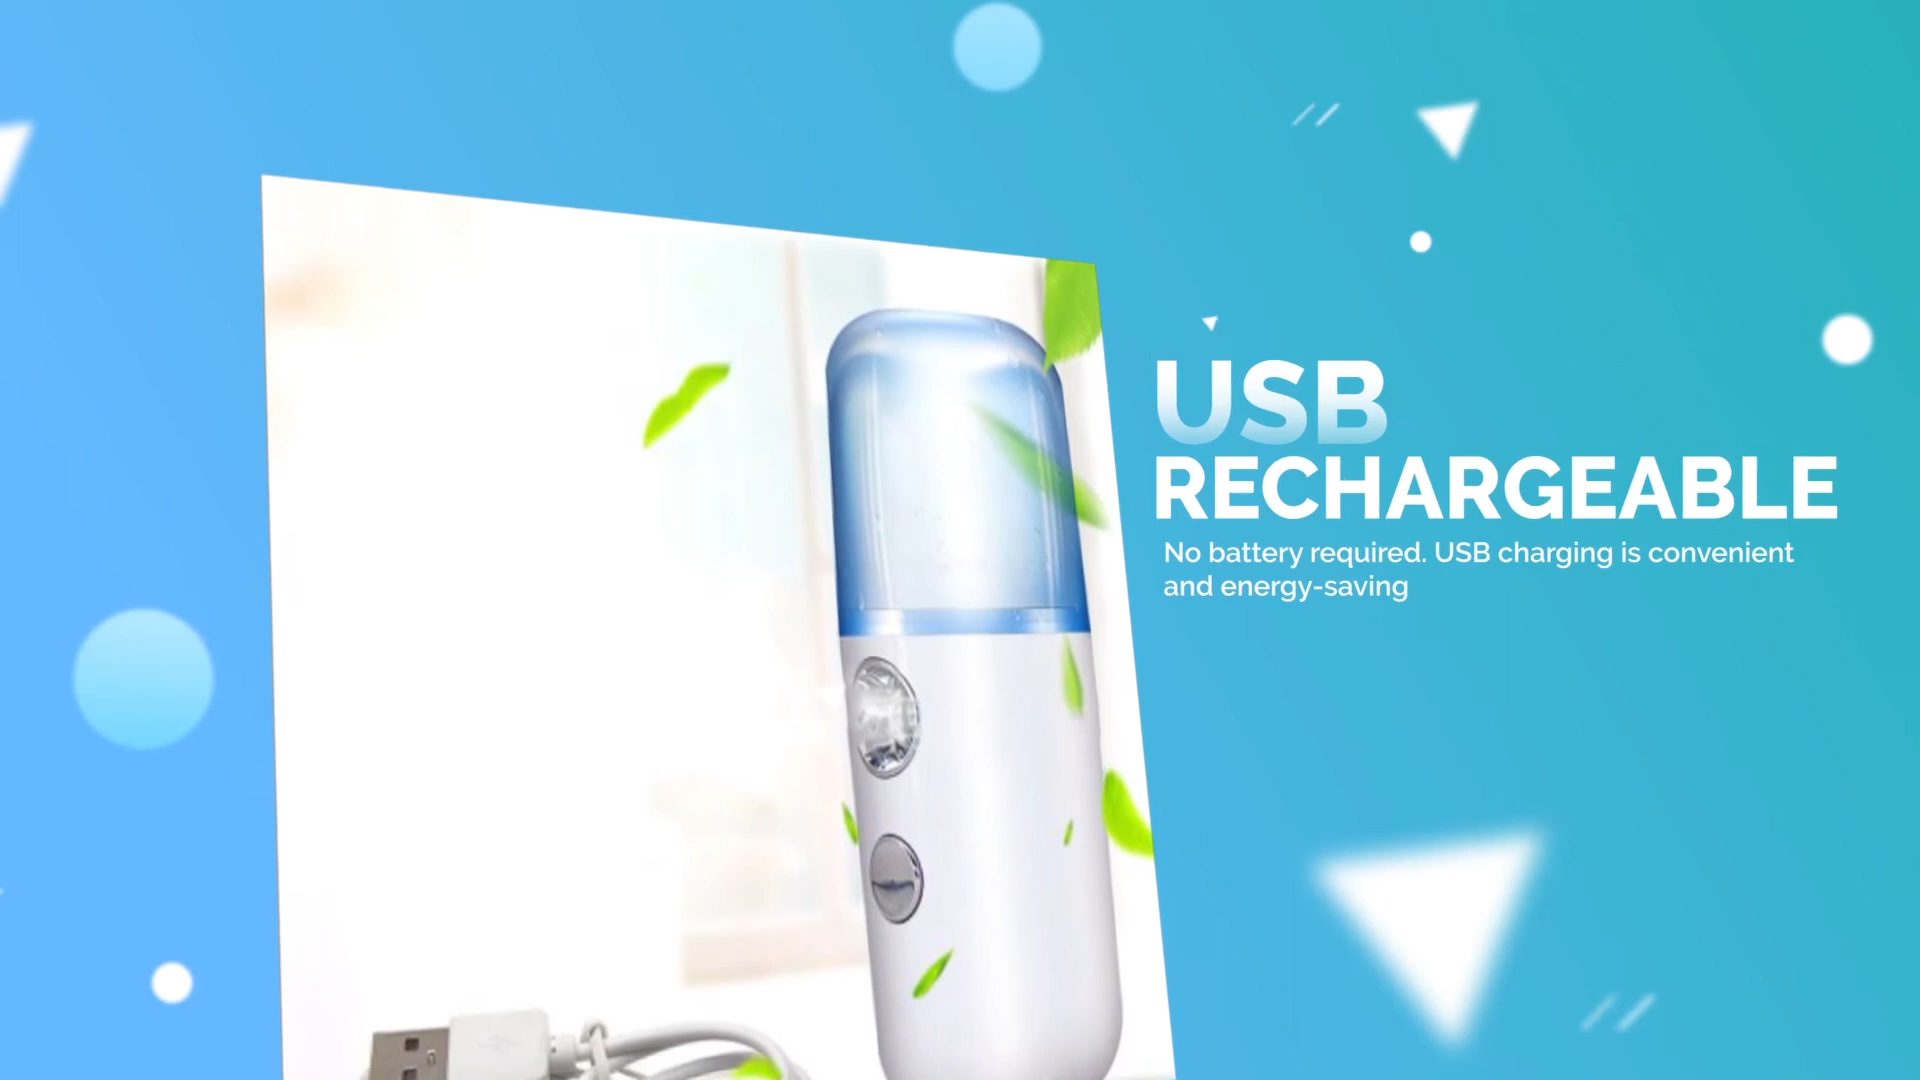 USB
RECHARGEABLE
No battery required. USB charging is convenient
and energy-saving